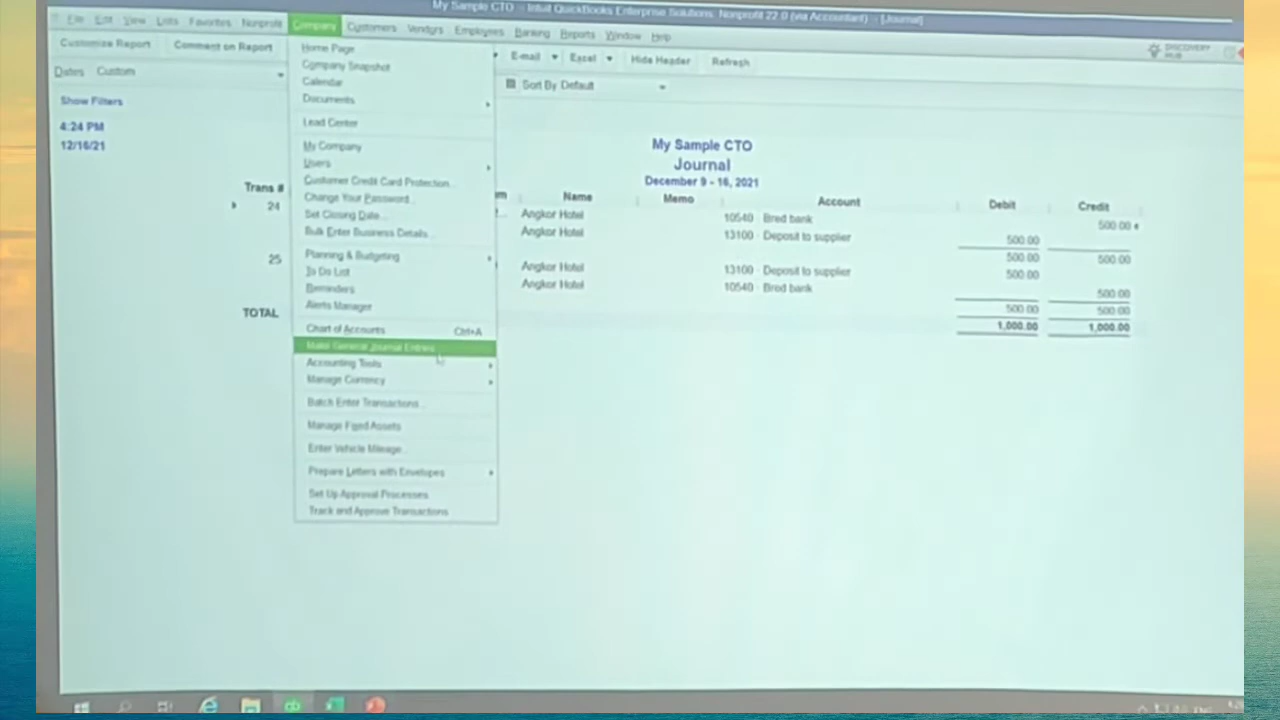 My Sample CTO - Intuit QuickBooks Enterprise Solutions: Nonprofit 22.0 (via Accountant) - [Journal]
File Edit View Lists Favorites Nonprofit Company Customers Vendors Employees Banking Reports Window Help
Customize Report Comment on Report E-mail Excel Hide Header Refresh
DISCOVERY HUB
Dates Custom Sort By Default
Show Filters
4:24 PM
12/16/21
Home Page
Company Snapshot
Calendar
Documents
Lead Center
My Company
Users
Customer Credit Card Protection...
Change Your Password...
Set Closing Date...
Bulk Enter Business Details...
Planning & Budgeting
To Do List
Reminders
Alerts Manager
Chart of Accounts Ctrl+A
Make General Journal Entries...
Accounting Tools
Manage Currency
Batch Enter Transactions...
Manage Fixed Assets
Enter Vehicle Mileage...
Prepare Letters with Envelopes
Set Up Approval Processes
Track and Approve Transactions
My Sample CTO
Journal
December 9 - 16, 2021
Trans # Name Memo Account Debit Credit
24 Angkor Hotel 10540 · Bred bank 500.00
Angkor Hotel 13100 · Deposit to supplier 500.00
500.00 500.00
25 Angkor Hotel 13100 · Deposit to supplier 500.00
Angkor Hotel 10540 · Bred bank 500.00
500.00 500.00
TOTAL 1,000.00 1,000.00